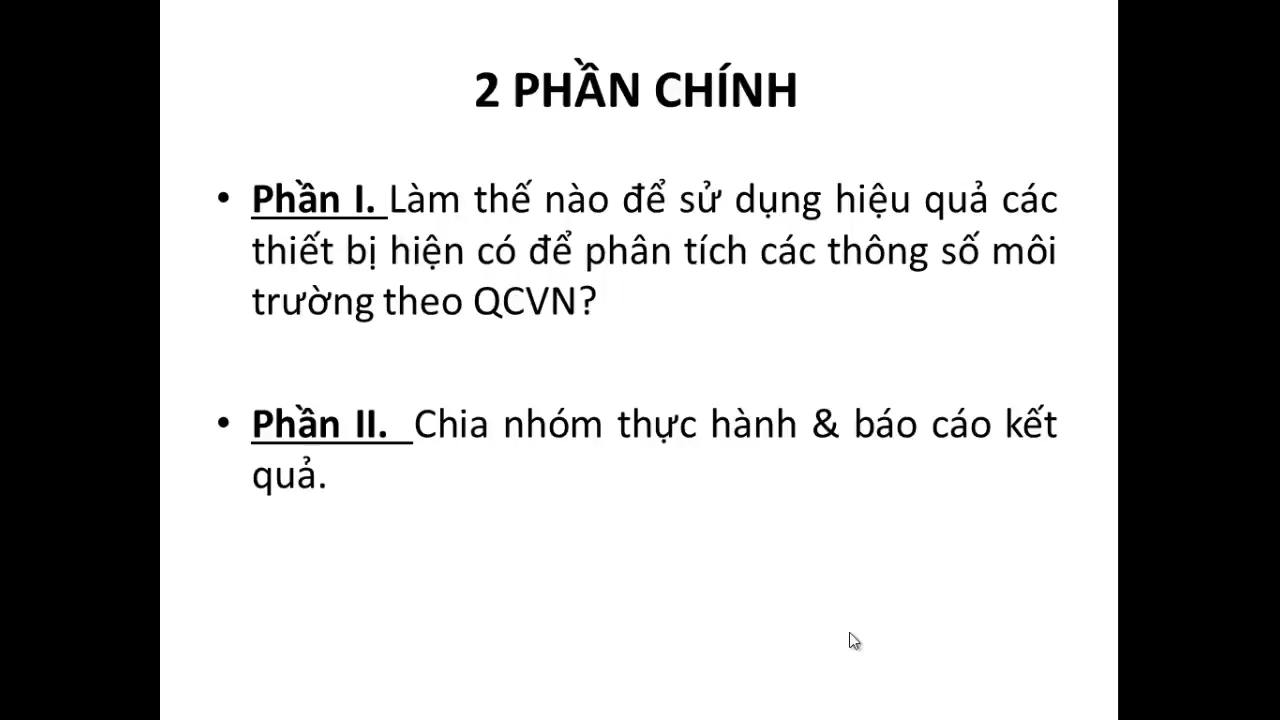 2 PHẦN CHÍNH
• Phần I. Làm thế nào để sử dụng hiệu quả các
thiết bị hiện có để phân tích các thông số môi
trường theo QCVN?
• Phần II. Chia nhóm thực hành & báo cáo kết
quả.